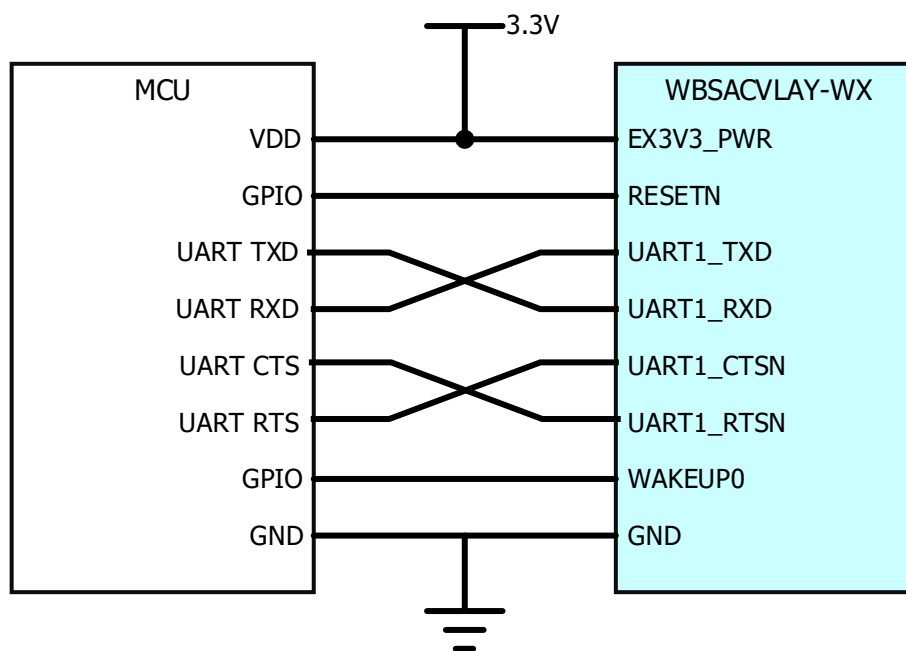 3.3V
MCU
WBSACVLAY-WX
VDD
EX3V3_PWR
GPIO
RESETN
UART TXD
UART1_TXD
UART RXD
UART1_RXD
UART CTS
UART1_CTSN
UART RTS
UART1_RTSN
GPIO
WAKEUP0
GND
GND